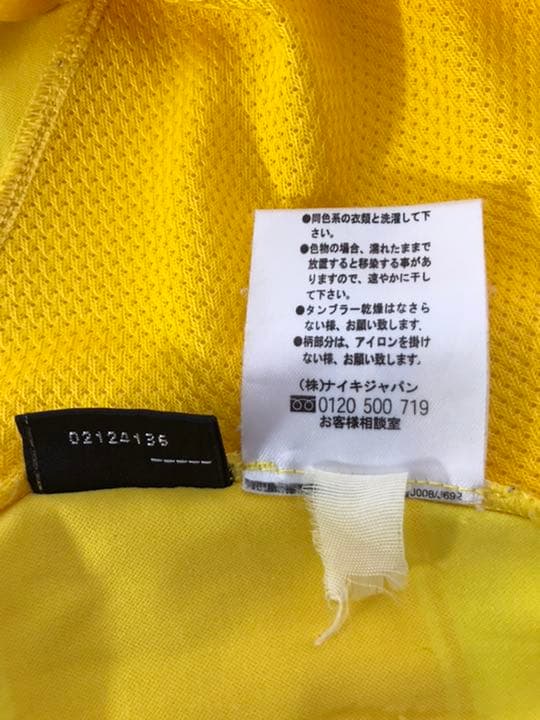 ●同色系の衣類と洗濯して下
さい。
●色物の場合、濡れたままで
放置すると移染する事があ
りますので、速やかに干し
て下さい。
●タンブラー乾燥はなさら
ない様、お願い致します.
●柄部分は、アイロンを掛け
ない様、お願い致します。
(株)ナイキジャパン
0120 500 719
お客様相談室
02124136
J008/J692